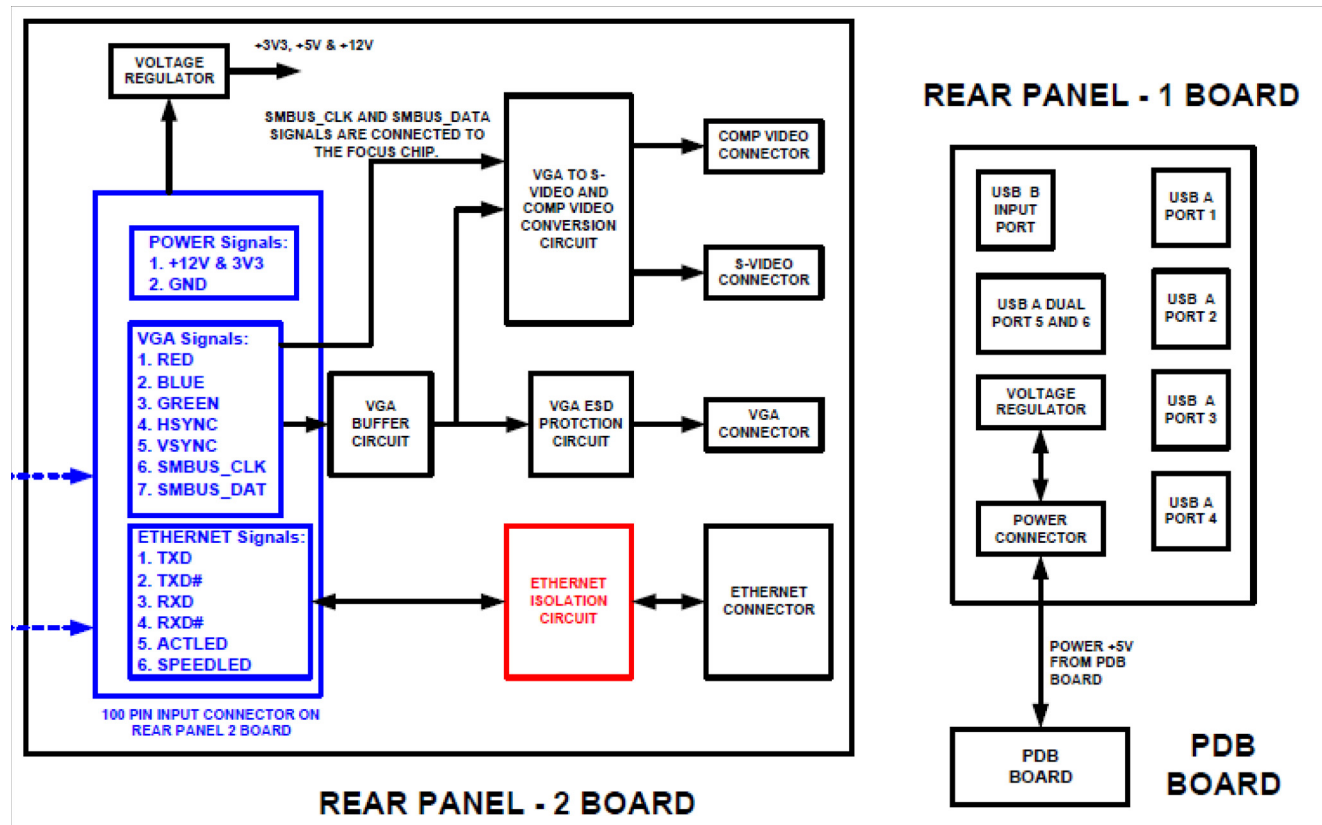 +3V3, +5V & +12V
VOLTAGE
REGULATOR
SMBUS_CLK AND SMBUS_DATA
SIGNALS ARE CONNECTED TO
THE FOCUS CHIP.
VGA TO S-
VIDEO AND
COMP VIDEO
CONVERSION
CIRCUIT
COMP VIDEO
CONNECTOR
S-VIDEO
CONNECTOR
POWER Signals:
1. +12V & 3V3
2. GND
VGA Signals:
1. RED
2. BLUE
3. GREEN
4. HSYNC
5. VSYNC
6. SMBUS_CLK
7. SMBUS_DAT
VGA
BUFFER
CIRCUIT
VGA ESD
PROTCTION
CIRCUIT
VGA
CONNECTOR
ETHERNET Signals:
1. TXD
2. TXD#
3. RXD
4. RXD#
5. ACTLED
6. SPEEDLED
ETHERNET
ISOLATION
CIRCUIT
ETHERNET
CONNECTOR
100 PIN INPUT CONNECTOR ON
REAR PANEL 2 BOARD
REAR PANEL - 2 BOARD
REAR PANEL - 1 BOARD
USB B
INPUT
PORT
USB A
PORT 1
USB A DUAL
PORT 5 AND 6
USB A
PORT 2
VOLTAGE
REGULATOR
USB A
PORT 3
POWER
CONNECTOR
USB A
PORT 4
POWER +5V
FROM PDB
BOARD
PDB
BOARD
PDB
BOARD